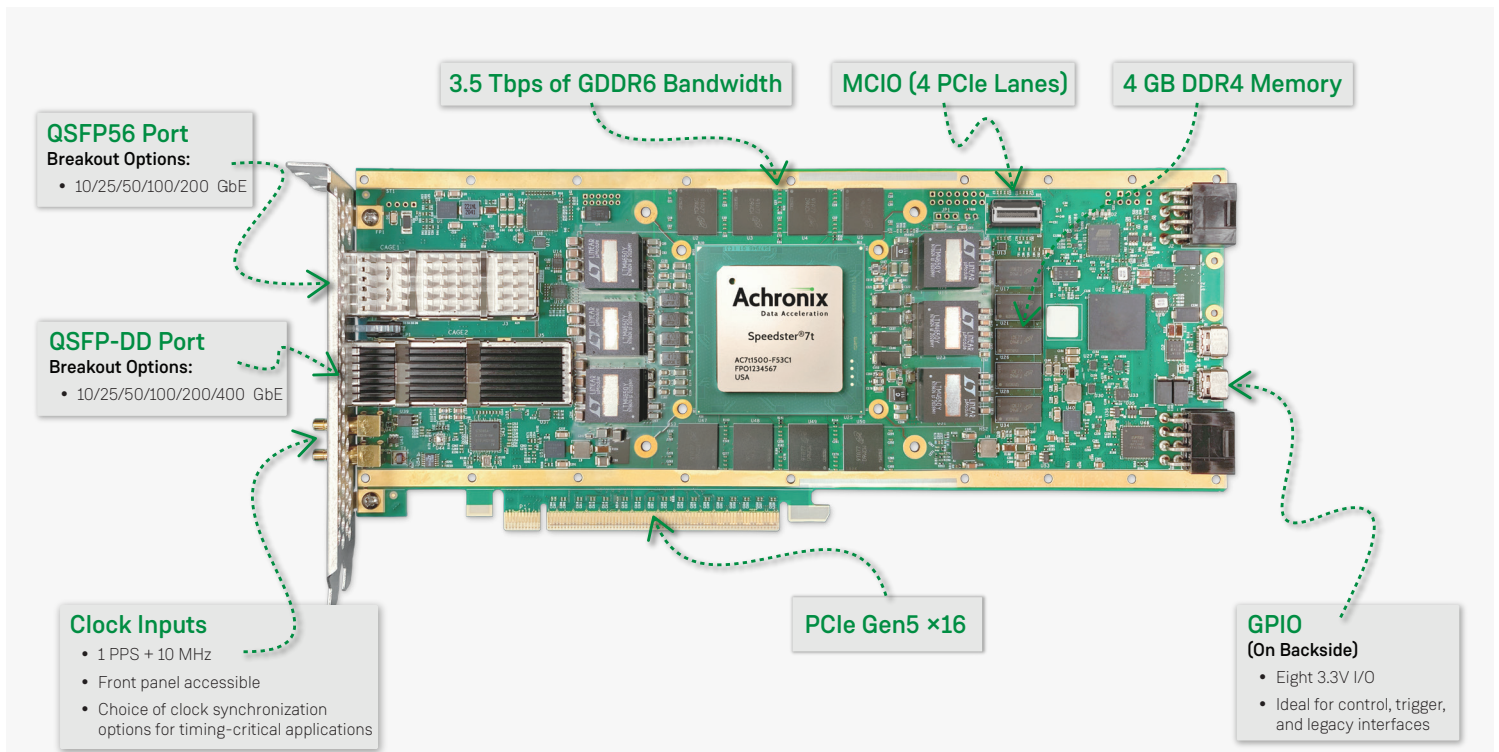 3.5 Tbps of GDDR6 Bandwidth
MCIO (4 PCIe Lanes)
4 GB DDR4 Memory
QSFP56 Port
Breakout Options:
• 10/25/50/100/200 GbE
QSFP-DD Port
Breakout Options:
• 10/25/50/100/200/400 GbE
CAGE1
CAGE2
Achronix
Data Acceleration
Speedster®7t
AC7t1500-F53C1
FPO1234567
USA
Clock Inputs
• 1 PPS + 10 MHz
• Front panel accessible
• Choice of clock synchronization
options for timing-critical applications
PCIe Gen5 ×16
GPIO
(On Backside)
• Eight 3.3V I/O
• Ideal for control, trigger,
and legacy interfaces